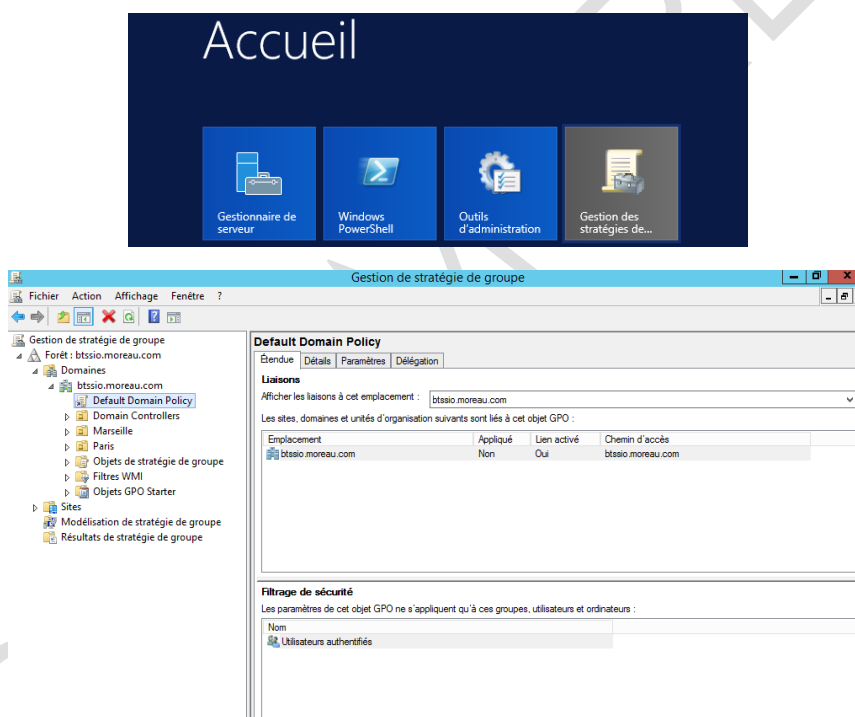 Accueil
Gestionnaire de serveur
Windows PowerShell
Outils d'administration
Gestion des stratégies de...
Gestion de stratégie de groupe
Fichier Action Affichage Fenêtre ?
Gestion de stratégie de groupe
Forêt : btssio.moreau.com
Domaines
btssio.moreau.com
Default Domain Policy
Domain Controllers
Marseille
Paris
Objets de stratégie de groupe
Filtres WMI
Objets GPO Starter
Sites
Modélisation de stratégie de groupe
Résultats de stratégie de groupe
Default Domain Policy
Étendue Détails Paramètres Délégation
Liaisons
Afficher les liaisons à cet emplacement : btssio.moreau.com
Les sites, domaines et unités d'organisation suivants sont liés à cet objet GPO :
Emplacement Appliqué Lien activé Chemin d'accès
btssio.moreau.com Non Oui btssio.moreau.com
Filtrage de sécurité
Les paramètres de cet objet GPO ne s'appliquent qu'à ces groupes, utilisateurs et ordinateurs :
Nom
Utilisateurs authentifiés